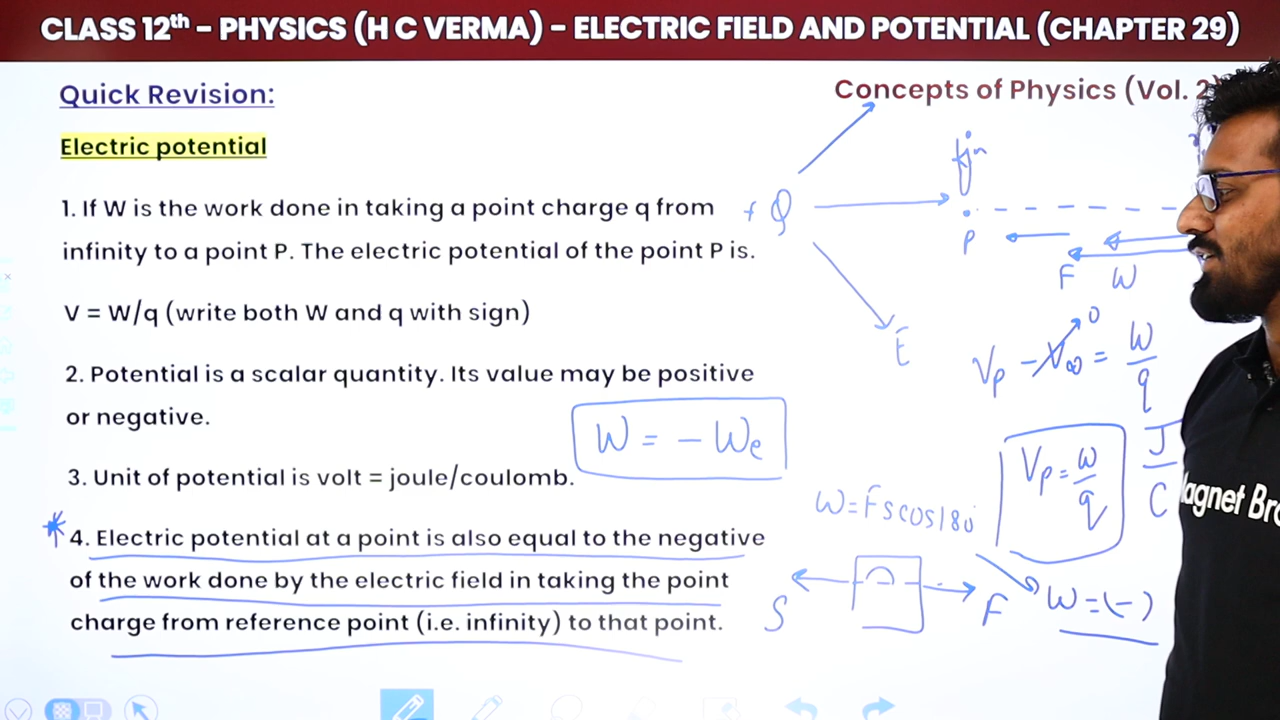 CLASS 12th – PHYSICS (H C VERMA) – ELECTRIC FIELD AND POTENTIAL (CHAPTER 29)
Quick Revision:
Concepts of Physics (Vol. 2
Electric potential
1. If W is the work done in taking a point charge q from
infinity to a point P. The electric potential of the point P is.
V = W/q (write both W and q with sign)
2. Potential is a scalar quantity. Its value may be positive
or negative.
3. Unit of potential is volt = joule/coulomb.
4. Electric potential at a point is also equal to the negative
of the work done by the electric field in taking the point
charge from reference point (i.e. infinity) to that point.
W = – We
+ Q
P
F W
E
Vp – V∞ = W/q
0
Vp = W/q
J/C
W = F s cos180
S
F
W = (–)
Magnet Bro